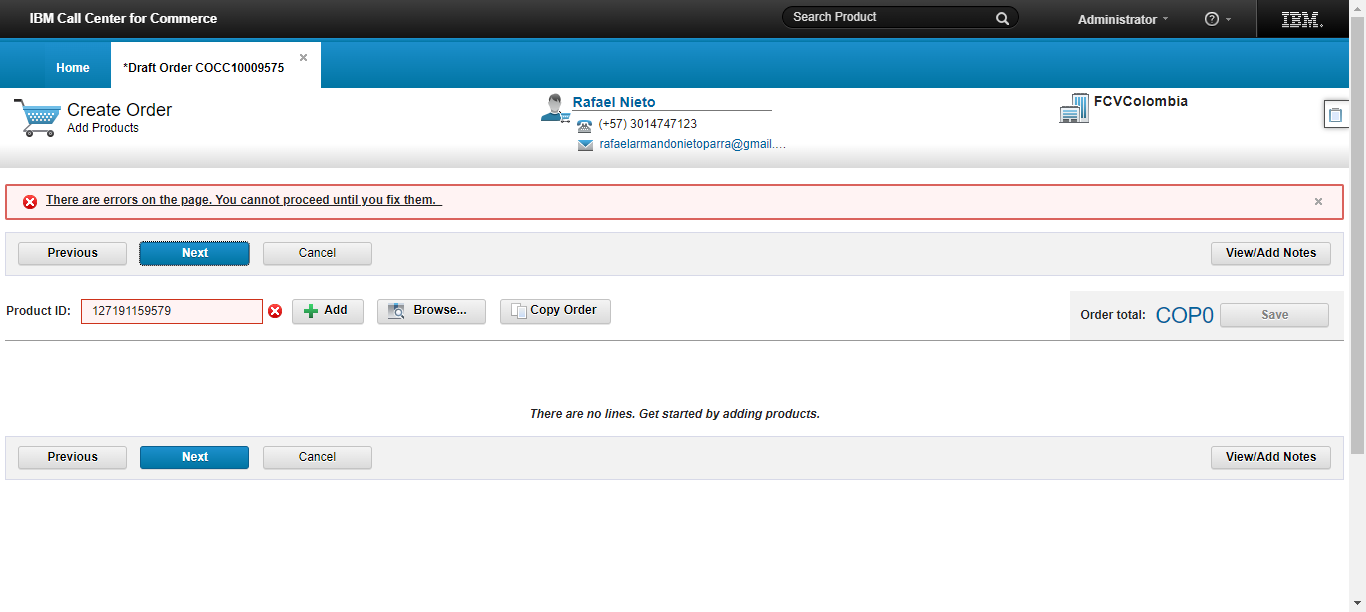 IBM Call Center for Commerce
Search Product
Administrator
IBM.
Home
*Draft Order COCC10009575
Create Order
Add Products
Rafael Nieto
(+57) 3014747123
rafaelarmandonietoparra@gmail....
FCVColombia
There are errors on the page. You cannot proceed until you fix them.
Previous
Next
Cancel
View/Add Notes
Product ID:
127191159579
Add
Browse...
Copy Order
Order total:
COP0
Save
There are no lines. Get started by adding products.
Previous
Next
Cancel
View/Add Notes